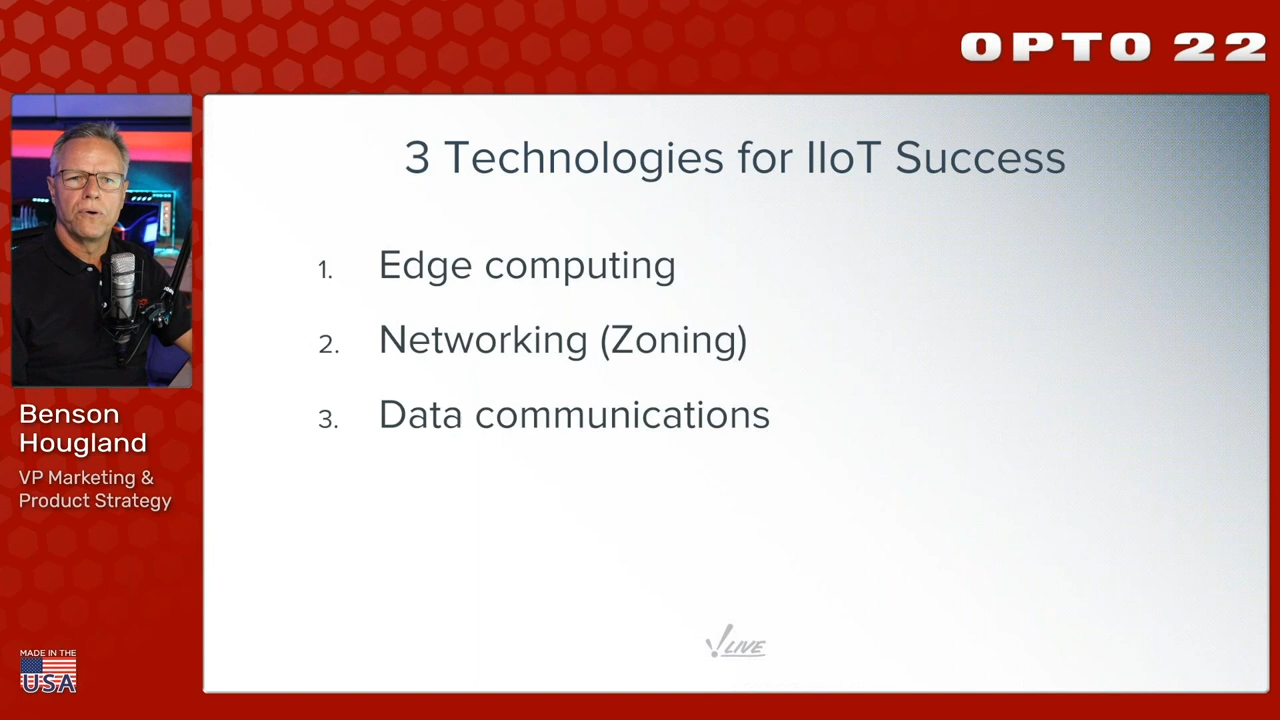 OPTO 22
3 Technologies for IIoT Success
1. Edge computing
2. Networking (Zoning)
3. Data communications
Benson
Hougland
VP Marketing &
Product Strategy
MADE IN THE
USA
LIVE